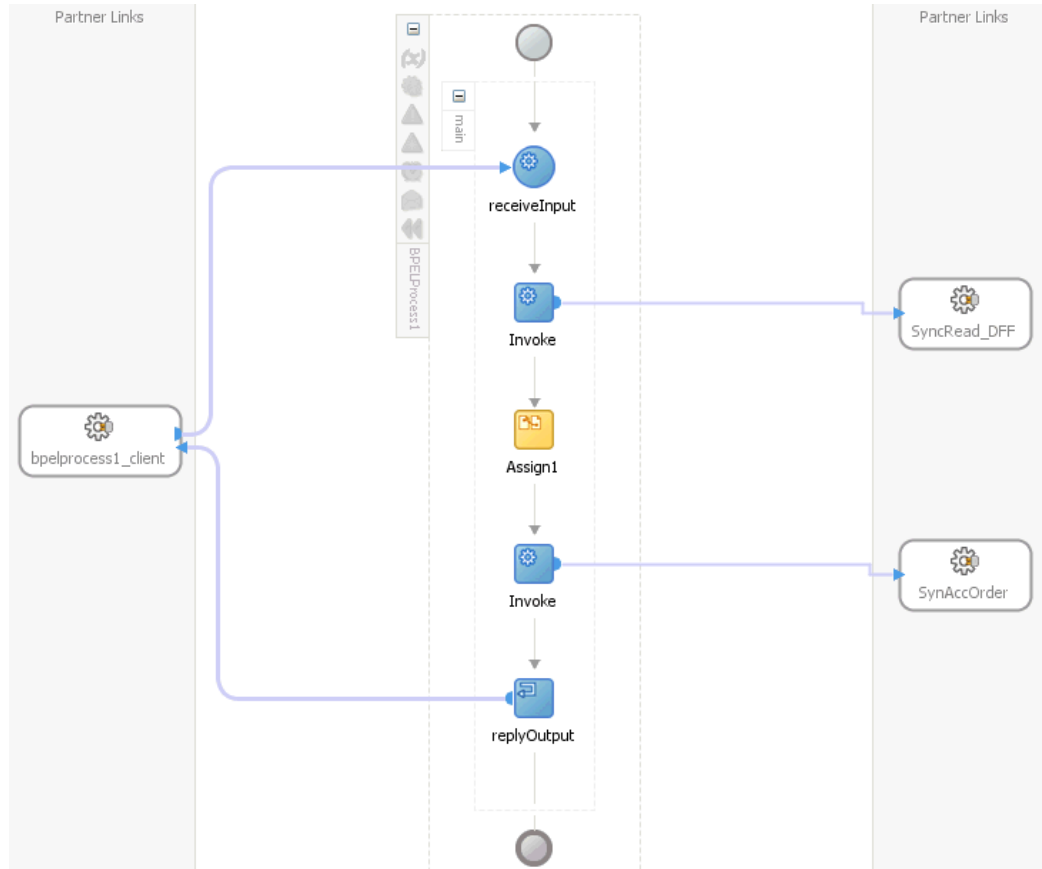 Partner Links
Partner Links
main
receiveInput
BPELProcess1
Invoke
SyncRead_DFF
bpelprocess1_client
Assign1
Invoke
SynAccOrder
replyOutput